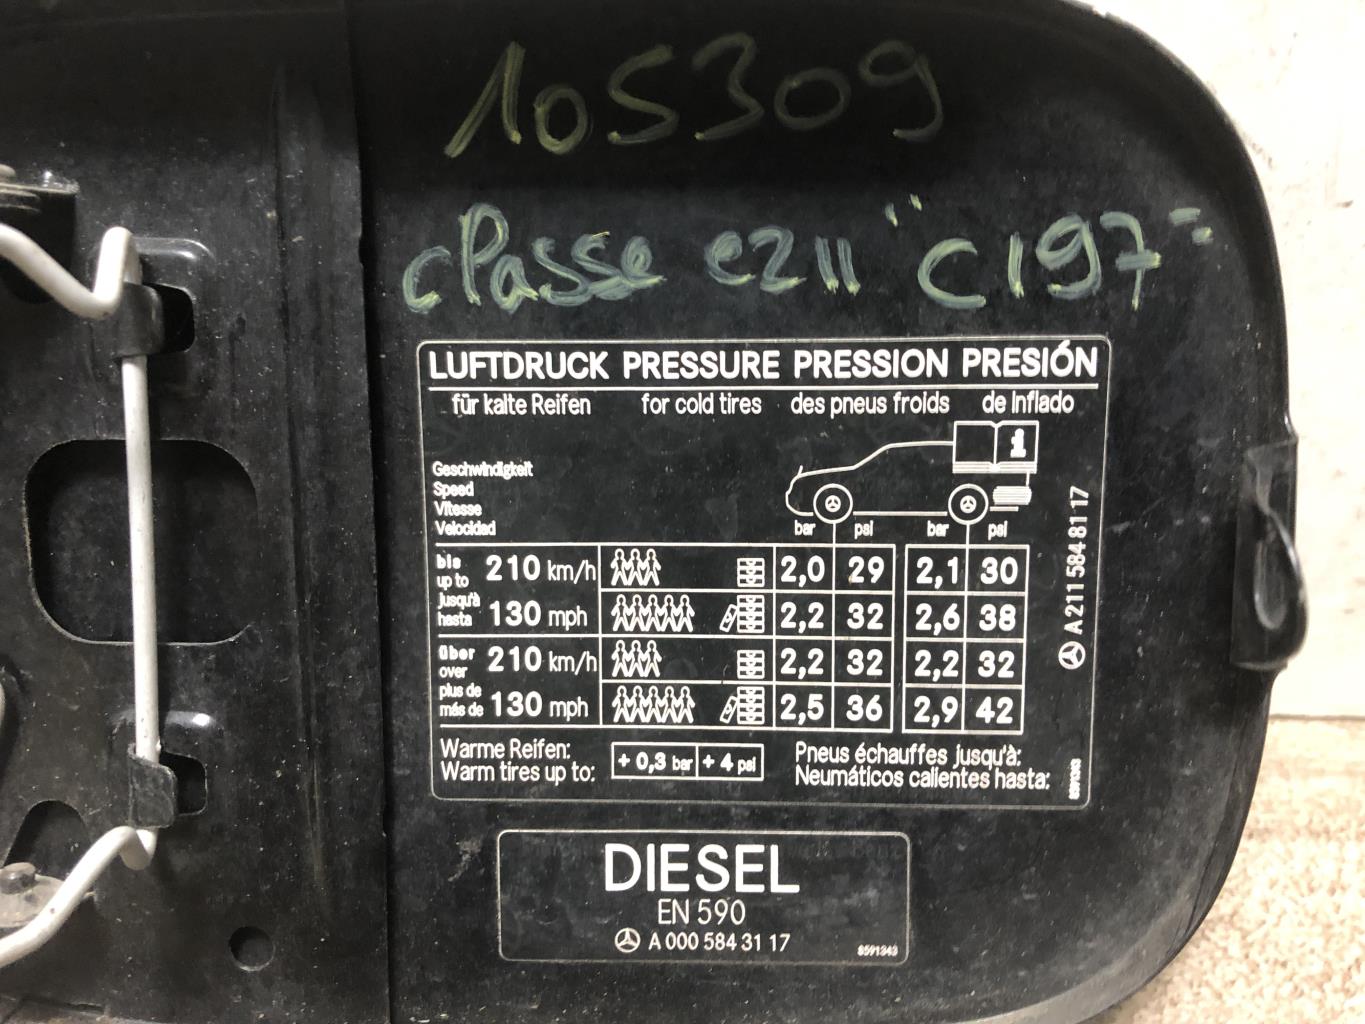 105309
classe e211 "C197"
LUFTDRUCK PRESSURE PRESSION PRESIÓN
für kalte Reifen for cold tires des pneus froids de Inflado
i
Geschwindigkeit
Speed
Vitesse
Velocidad
bar psi bar psi
bis
up to
jusqu'à
hasta
210 km/h 2,0 29 2,1 30
130 mph 2,2 32 2,6 38
über
over
plus de
más de
210 km/h 2,2 32 2,2 32
130 mph 2,5 36 2,9 42
Warme Reifen:
Warm tires up to:
+ 0,3 bar + 4 psi
Pneus échauffes jusqu'à:
Neumáticos calientes hasta:
A 211 584 81 17
8591363
DIESEL
EN 590
A 000 584 31 17
8591343